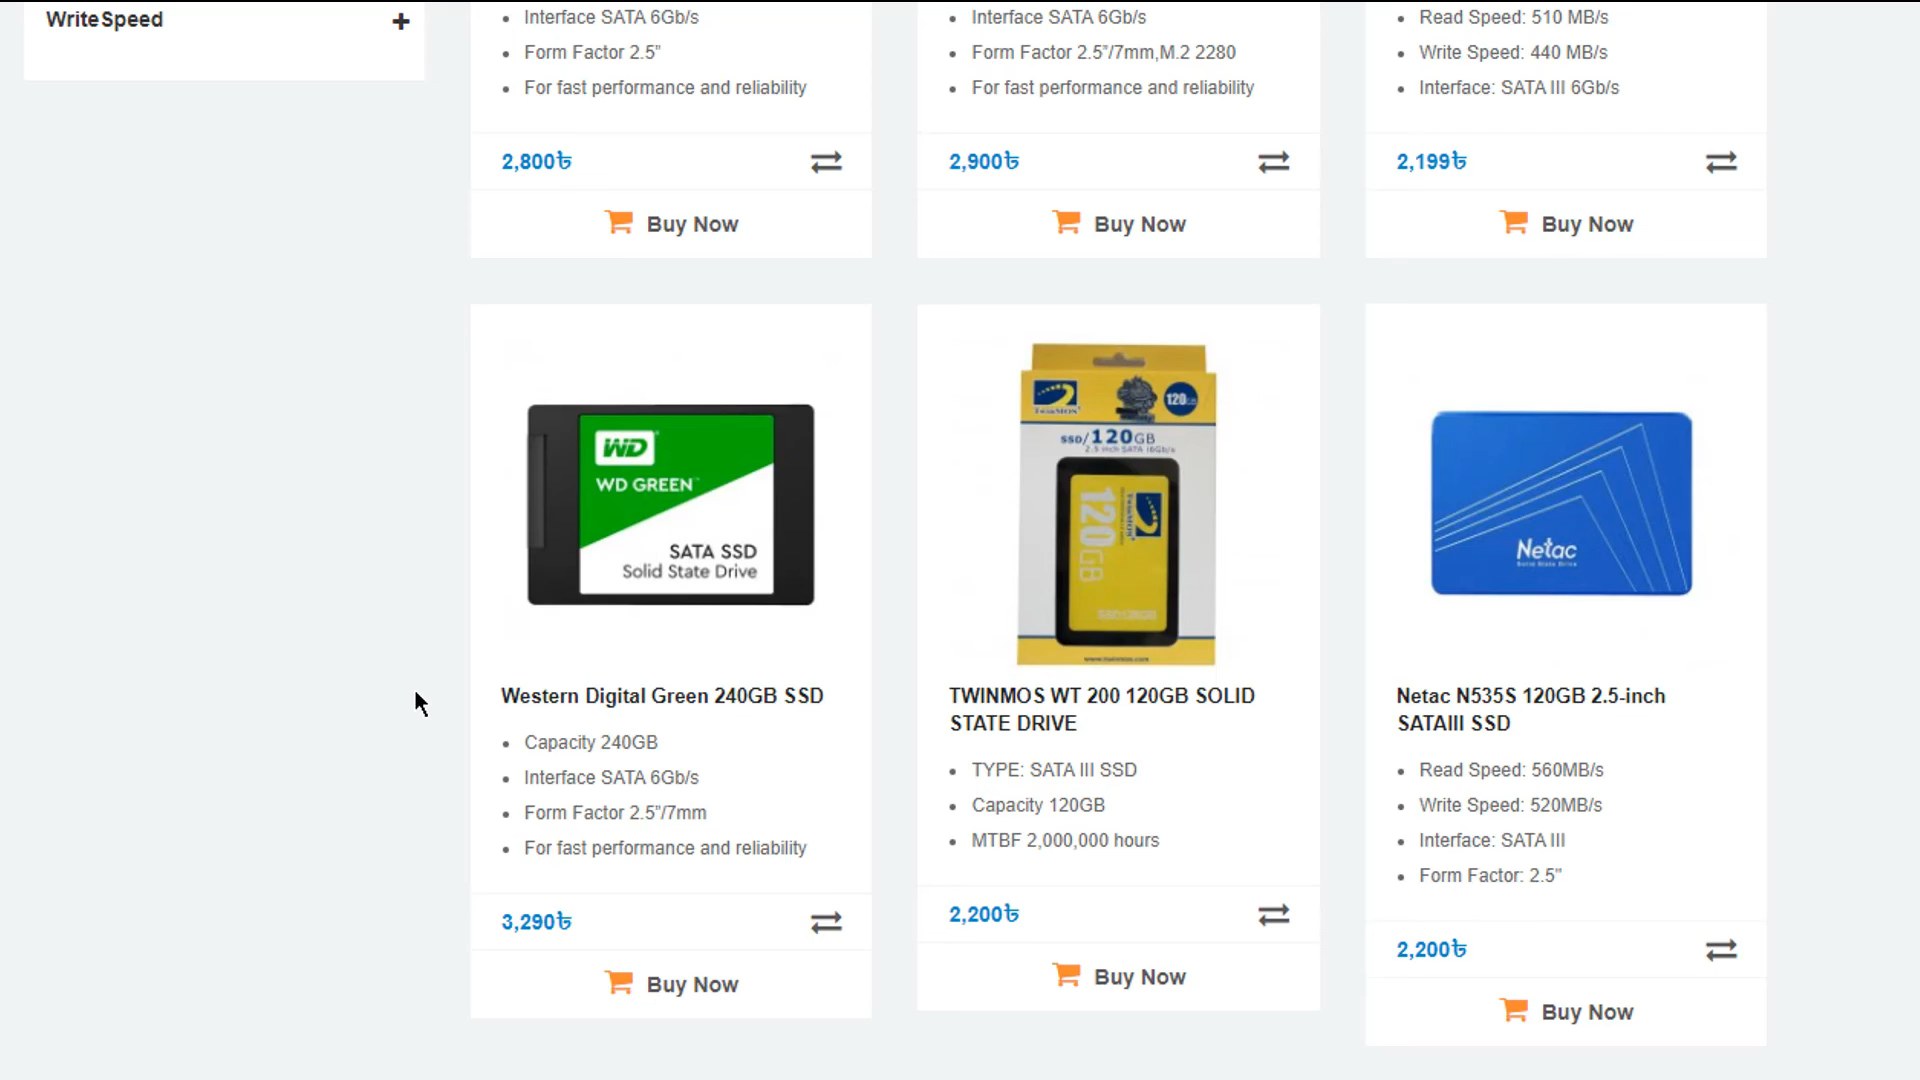 WriteSpeed
Interface SATA 6Gb/s
Form Factor 2.5”
For fast performance and reliability
2,800৳
Buy Now
Interface SATA 6Gb/s
Form Factor 2.5”/7mm,M.2 2280
For fast performance and reliability
2,900৳
Buy Now
Read Speed: 510 MB/s
Write Speed: 440 MB/s
Interface: SATA III 6Gb/s
2,199৳
Buy Now
WD
WD GREEN™
SATA SSD
Solid State Drive
Western Digital Green 240GB SSD
Capacity 240GB
Interface SATA 6Gb/s
Form Factor 2.5”/7mm
For fast performance and reliability
3,290৳
Buy Now
TwinMOS
120GB
SSD/120GB
2.5 inch SATA
TwinMOS
120GB
www.twinmos.com
TWINMOS WT 200 120GB SOLID
STATE DRIVE
TYPE: SATA III SSD
Capacity 120GB
MTBF 2,000,000 hours
2,200৳
Buy Now
Netac
Solid State Drive
Netac N535S 120GB 2.5-inch
SATAIII SSD
Read Speed: 560MB/s
Write Speed: 520MB/s
Interface: SATA III
Form Factor: 2.5”
2,200৳
Buy Now